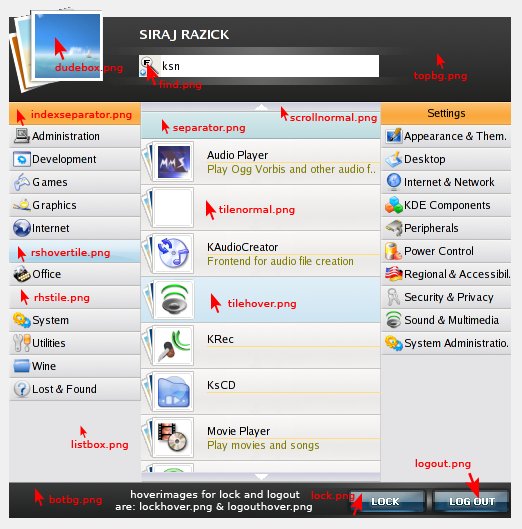 SIRAJ RAZICK
dudebox.png
ksn
find.png
topbg.png
indexseparator.png
scrollnormal.png
Settings
separator.png
Administration
Development
Games
Graphics
Internet
rshovertile.png
Office
rhstile.png
System
Utilities
Wine
Lost & Found
listbox.png
Audio Player
Play Ogg Vorbis and other audio f..
tilenormal.png
KAudioCreator
Frontend for audio file creation
tilehover.png
KRec
KsCD
Movie Player
Play movies and songs
Appearance & Them.
Desktop
Internet & Network
KDE Components
Peripherals
Power Control
Regional & Accessibil.
Security & Privacy
Sound & Multimedia
System Administratio.
logout.png
botbg.png
hoverimages for lock and logout
are: lockhover.png & logouthover.png
lock.png
LOCK
LOG OUT